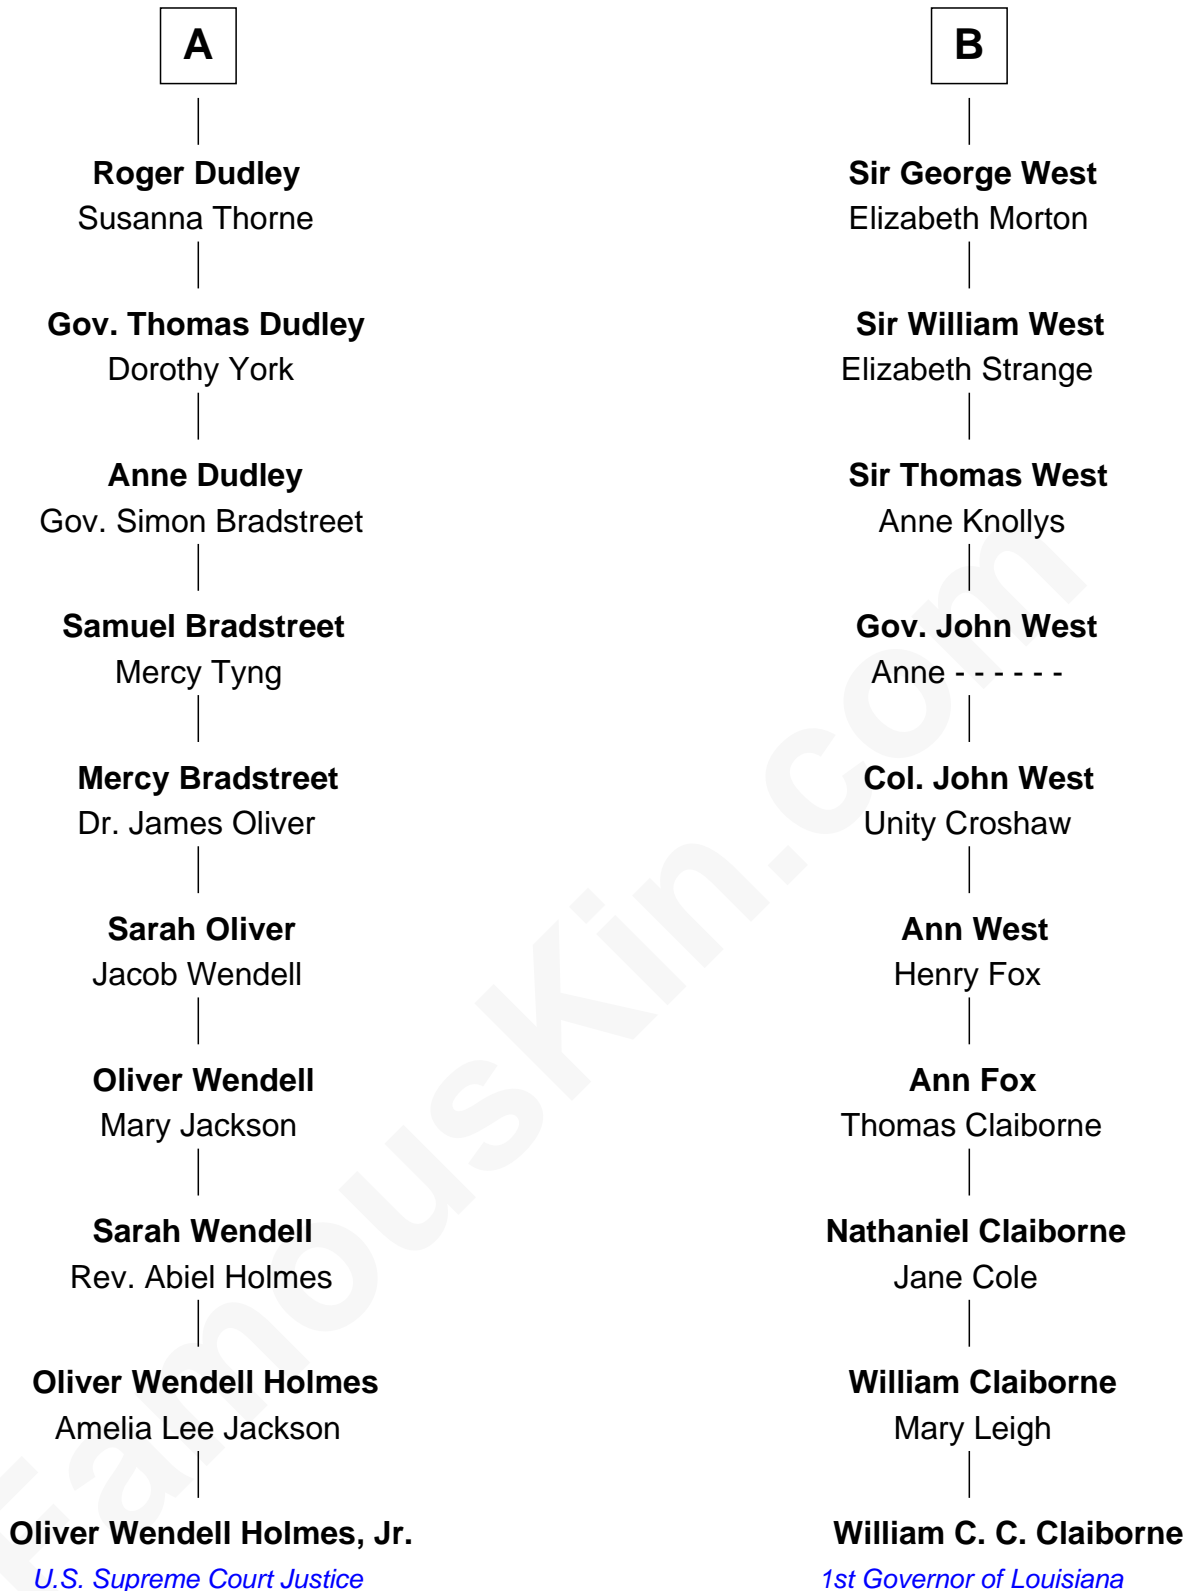 A
Roger Dudley
Susanna Thorne
Gov. Thomas Dudley
Dorothy York
Anne Dudley
Gov. Simon Bradstreet
Samuel Bradstreet
Mercy Tyng
Mercy Bradstreet
Dr. James Oliver
Sarah Oliver
Jacob Wendell
Oliver Wendell
Mary Jackson
Sarah Wendell
Rev. Abiel Holmes
Oliver Wendell Holmes
Amelia Lee Jackson
Oliver Wendell Holmes, Jr.
U.S. Supreme Court Justice
B
Sir George West
Elizabeth Morton
Sir William West
Elizabeth Strange
Sir Thomas West
Anne Knollys
Gov. John West
Anne - - - - - -
Col. John West
Unity Croshaw
Ann West
Henry Fox
Ann Fox
Thomas Claiborne
Nathaniel Claiborne
Jane Cole
William Claiborne
Mary Leigh
William C. C. Claiborne
1st Governor of Louisiana
FamousKin.com